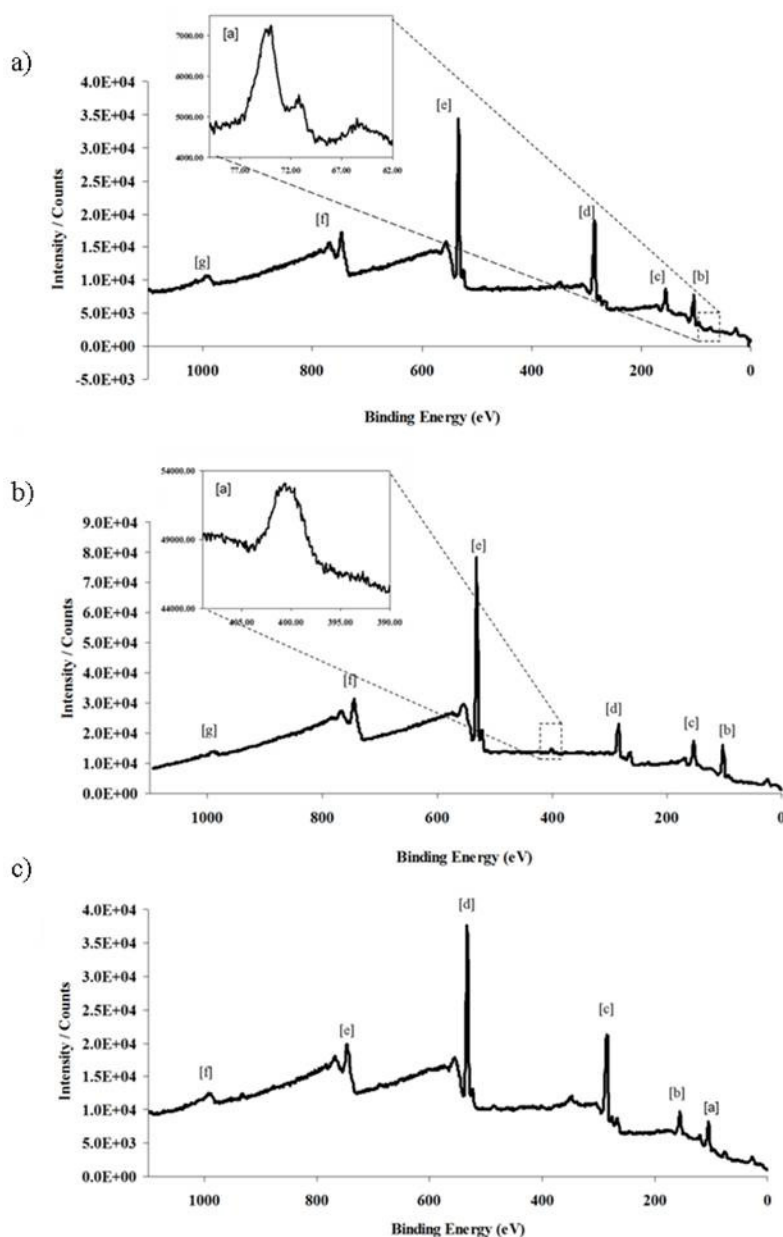 a)
[a]
7000.00
6000.00
5000.00
4000.00
77.00 72.00 67.00 62.00
4.0E+04
3.5E+04
3.0E+04
2.5E+04
2.0E+04
1.5E+04
1.0E+04
5.0E+03
0.0E+00
-5.0E+03
Intensity / Counts
[g] [f] [e] [d] [c] [b]
1000 800 600 400 200 0
Binding Energy (eV)
b)
[a]
54000.00
49000.00
44000.00
405.00 400.00 395.00 390.00
9.0E+04
8.0E+04
7.0E+04
6.0E+04
5.0E+04
4.0E+04
3.0E+04
2.0E+04
1.0E+04
0.0E+00
Intensity / Counts
[g] [f] [e] [d] [c] [b]
1000 800 600 400 200 0
Binding Energy (eV)
c)
4.0E+04
3.5E+04
3.0E+04
2.5E+04
2.0E+04
1.5E+04
1.0E+04
5.0E+03
0.0E+00
Intensity / Counts
[f] [e] [d] [c] [b] [a]
1000 800 600 400 200 0
Binding Energy (eV)